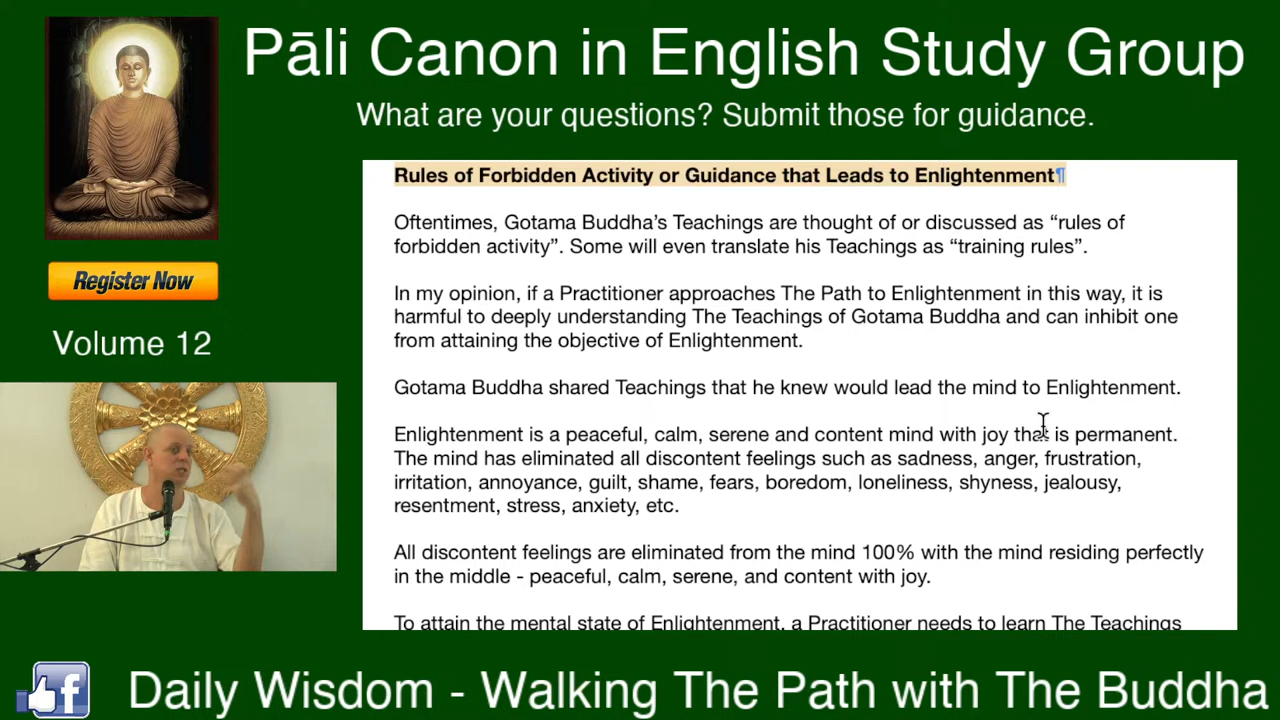 Pāli Canon in English Study Group
What are your questions? Submit those for guidance.
Register Now
Volume 12
Rules of Forbidden Activity or Guidance that Leads to Enlightenment¶
Oftentimes, Gotama Buddha's Teachings are thought of or discussed as “rules of
forbidden activity”. Some will even translate his Teachings as “training rules”.
In my opinion, if a Practitioner approaches The Path to Enlightenment in this way, it is
harmful to deeply understanding The Teachings of Gotama Buddha and can inhibit one
from attaining the objective of Enlightenment.
Gotama Buddha shared Teachings that he knew would lead the mind to Enlightenment.
Enlightenment is a peaceful, calm, serene and content mind with joy that is permanent.
The mind has eliminated all discontent feelings such as sadness, anger, frustration,
irritation, annoyance, guilt, shame, fears, boredom, loneliness, shyness, jealousy,
resentment, stress, anxiety, etc.
All discontent feelings are eliminated from the mind 100% with the mind residing perfectly
in the middle - peaceful, calm, serene, and content with joy.
To attain the mental state of Enlightenment, a Practitioner needs to learn The Teachings
f
Daily Wisdom - Walking The Path with The Buddha